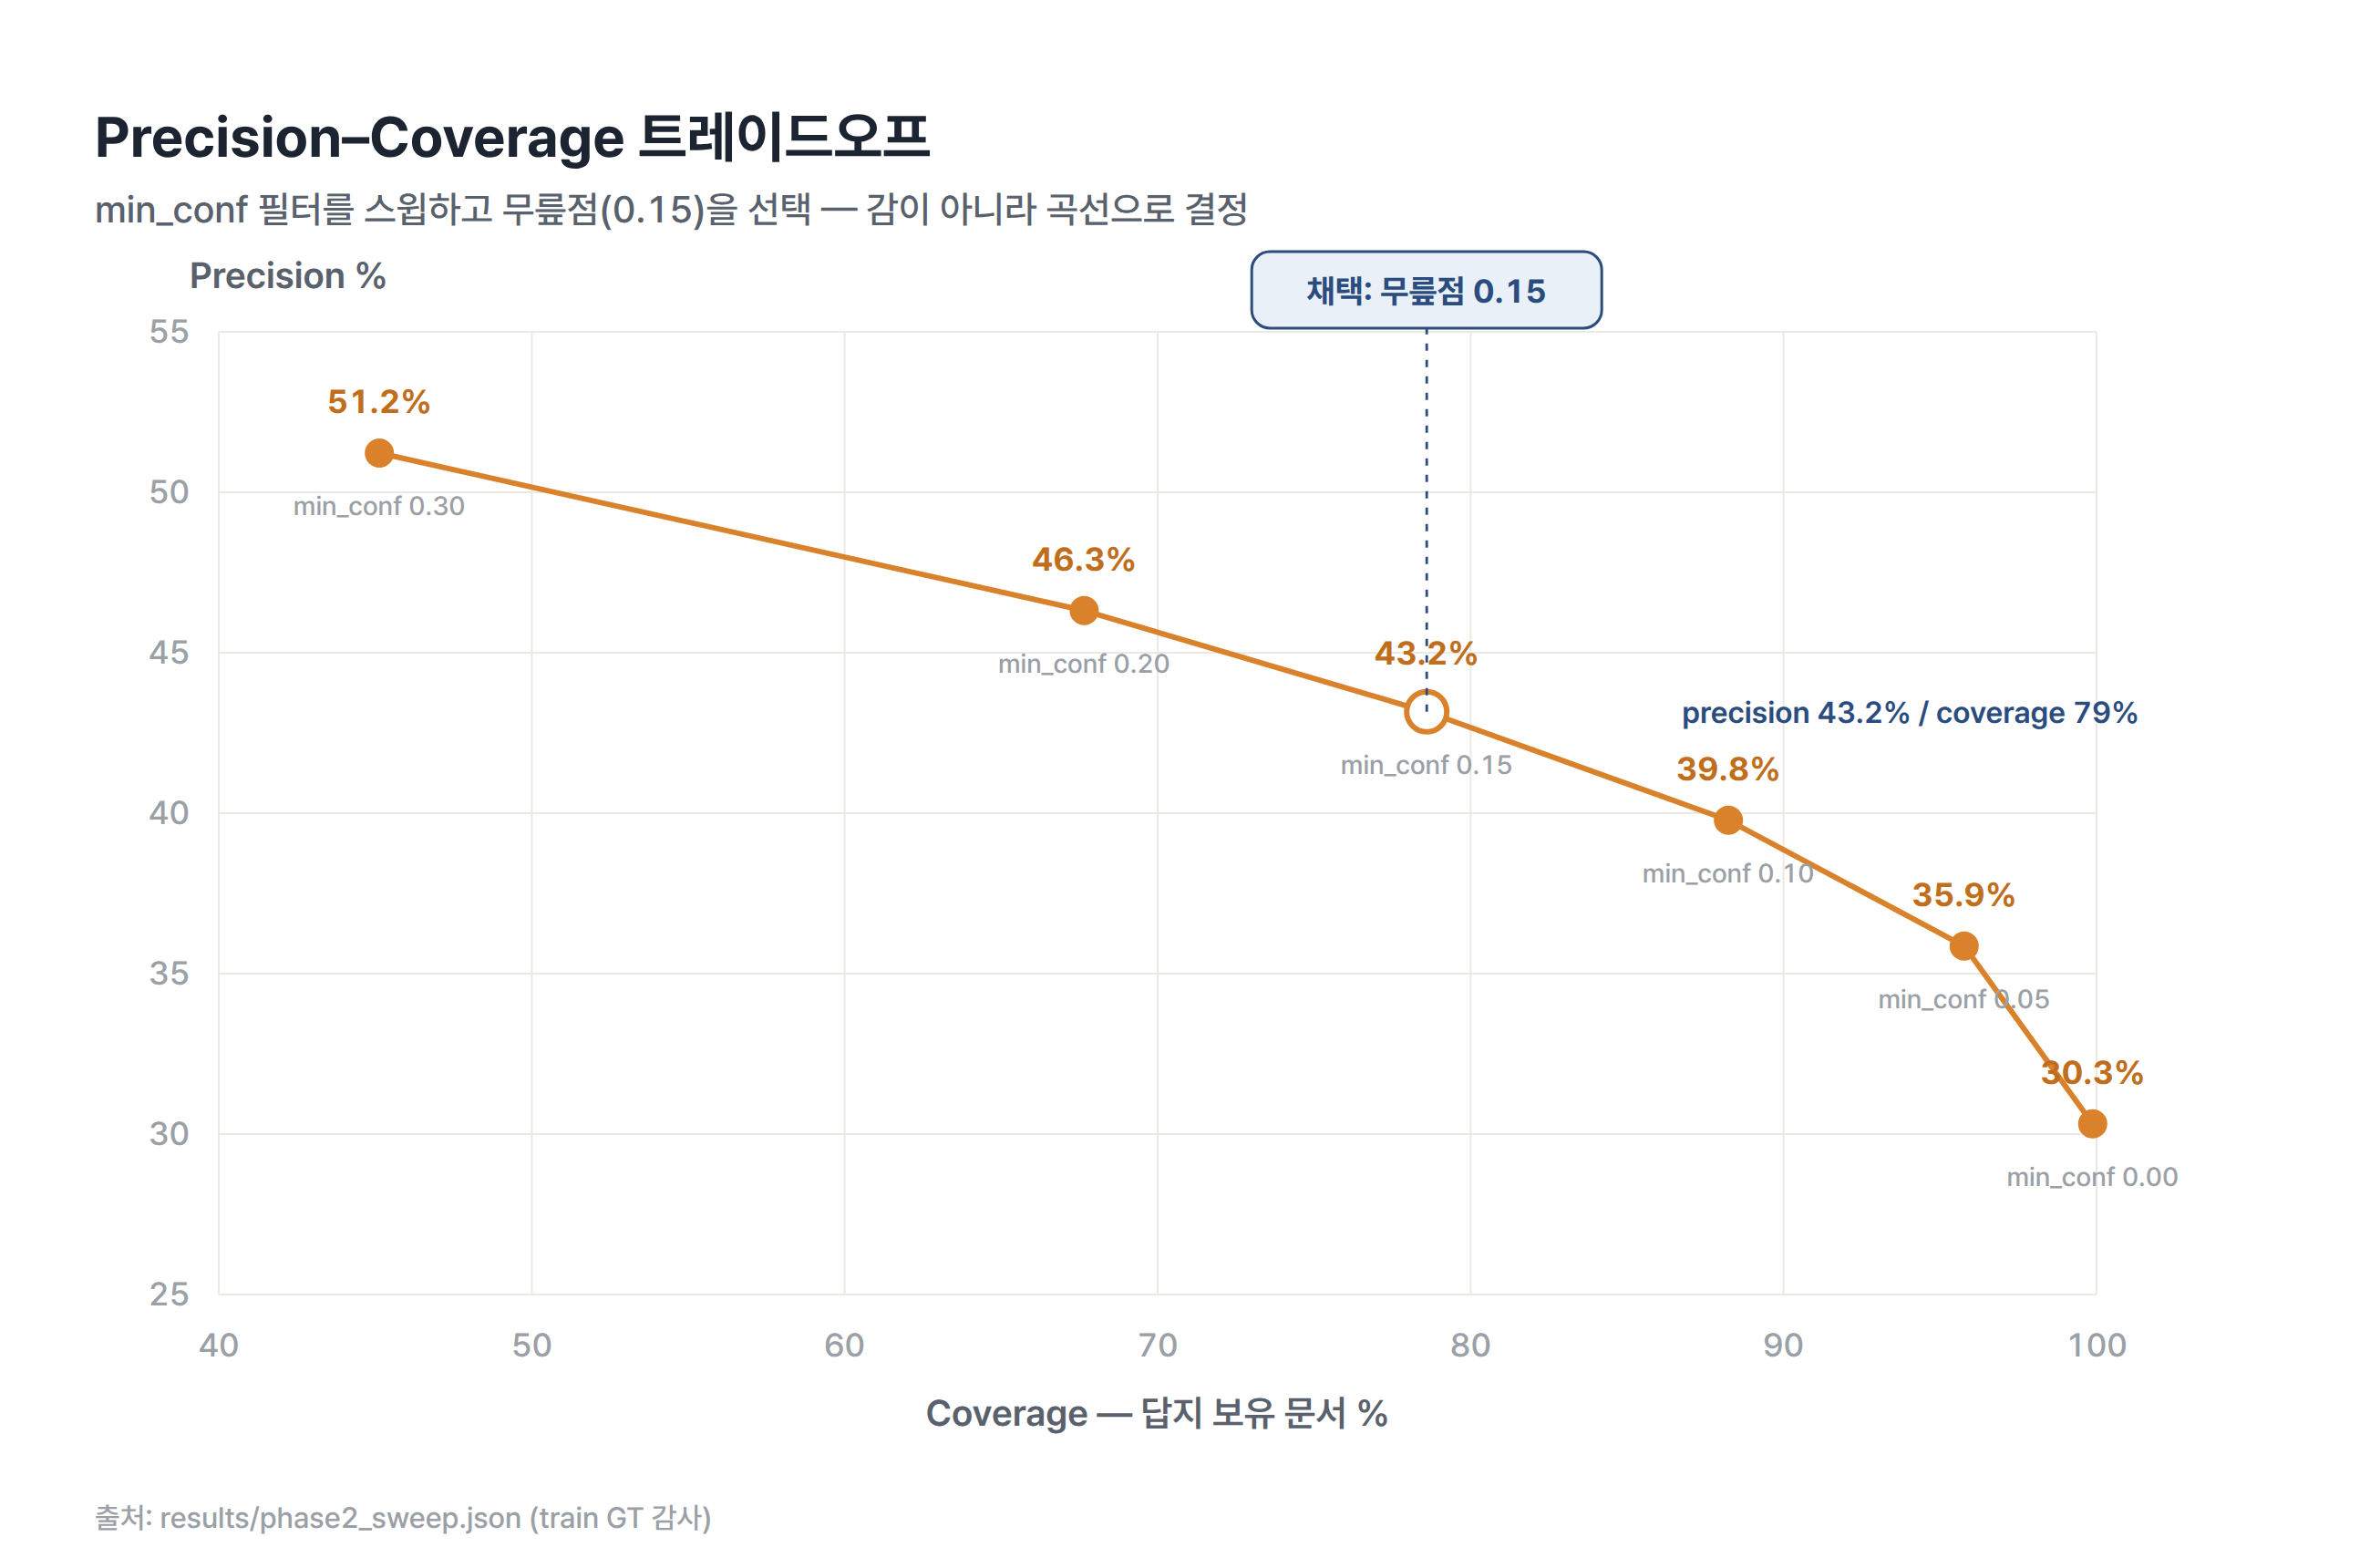 Precision–Coverage 트레이드오프
min_conf 필터를 스윕하고 무릎점(0.15)을 선택 — 감이 아니라 곡선으로 결정
Precision %
채택: 무릎점 0.15
55
51.2%
50
min_conf 0.30
46.3%
45
min_conf 0.20
43.2%
precision 43.2% / coverage 79%
min_conf 0.15
39.8%
40
min_conf 0.10
35.9%
35
min_conf 0.05
30.3%
30
min_conf 0.00
25
40 50 60 70 80 90 100
Coverage — 답지 보유 문서 %
출처: results/phase2_sweep.json (train GT 감사)